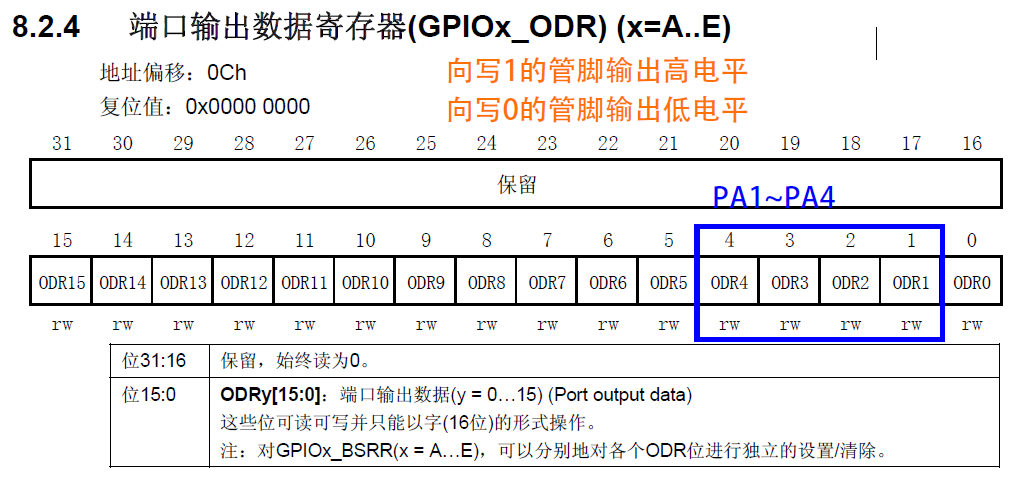 8.2.4 端口输出数据寄存器(GPIOx_ODR) (x=A..E)
地址偏移：0Ch
向写1的管脚输出高电平
复位值：0x0000 0000
向写0的管脚输出低电平
31 30 29 28 27 26 25 24 23 22 21 20 19 18 17 16
保留
PA1~PA4
15 14 13 12 11 10 9 8 7 6 5 4 3 2 1 0
ODR15 ODR14 ODR13 ODR12 ODR11 ODR10 ODR9 ODR8 ODR7 ODR6 ODR5 ODR4 ODR3 ODR2 ODR1 ODR0
rw rw rw rw rw rw rw rw rw rw rw rw rw rw rw rw
位31:16 保留，始终读为0。
位15:0 ODRy[15:0]：端口输出数据(y = 0…15) (Port output data)
这些位可读可写并只能以字(16位)的形式操作。
注：对GPIOx_BSRR(x = A…E)，可以分别地对各个ODR位进行独立的设置/清除。